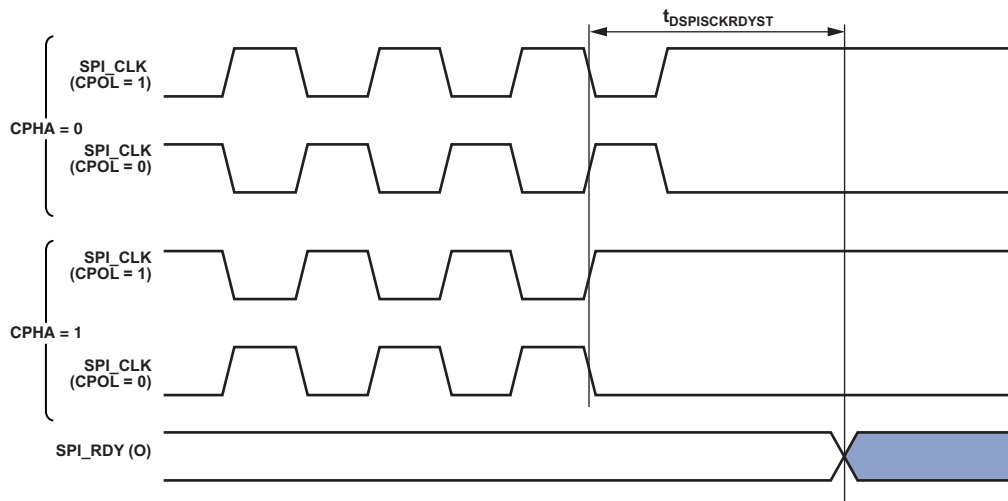 tDSPISCKRDYST
SPI_CLK
(CPOL = 1)
CPHA = 0
SPI_CLK
(CPOL = 0)
SPI_CLK
(CPOL = 1)
CPHA = 1
SPI_CLK
(CPOL = 0)
SPI_RDY (O)